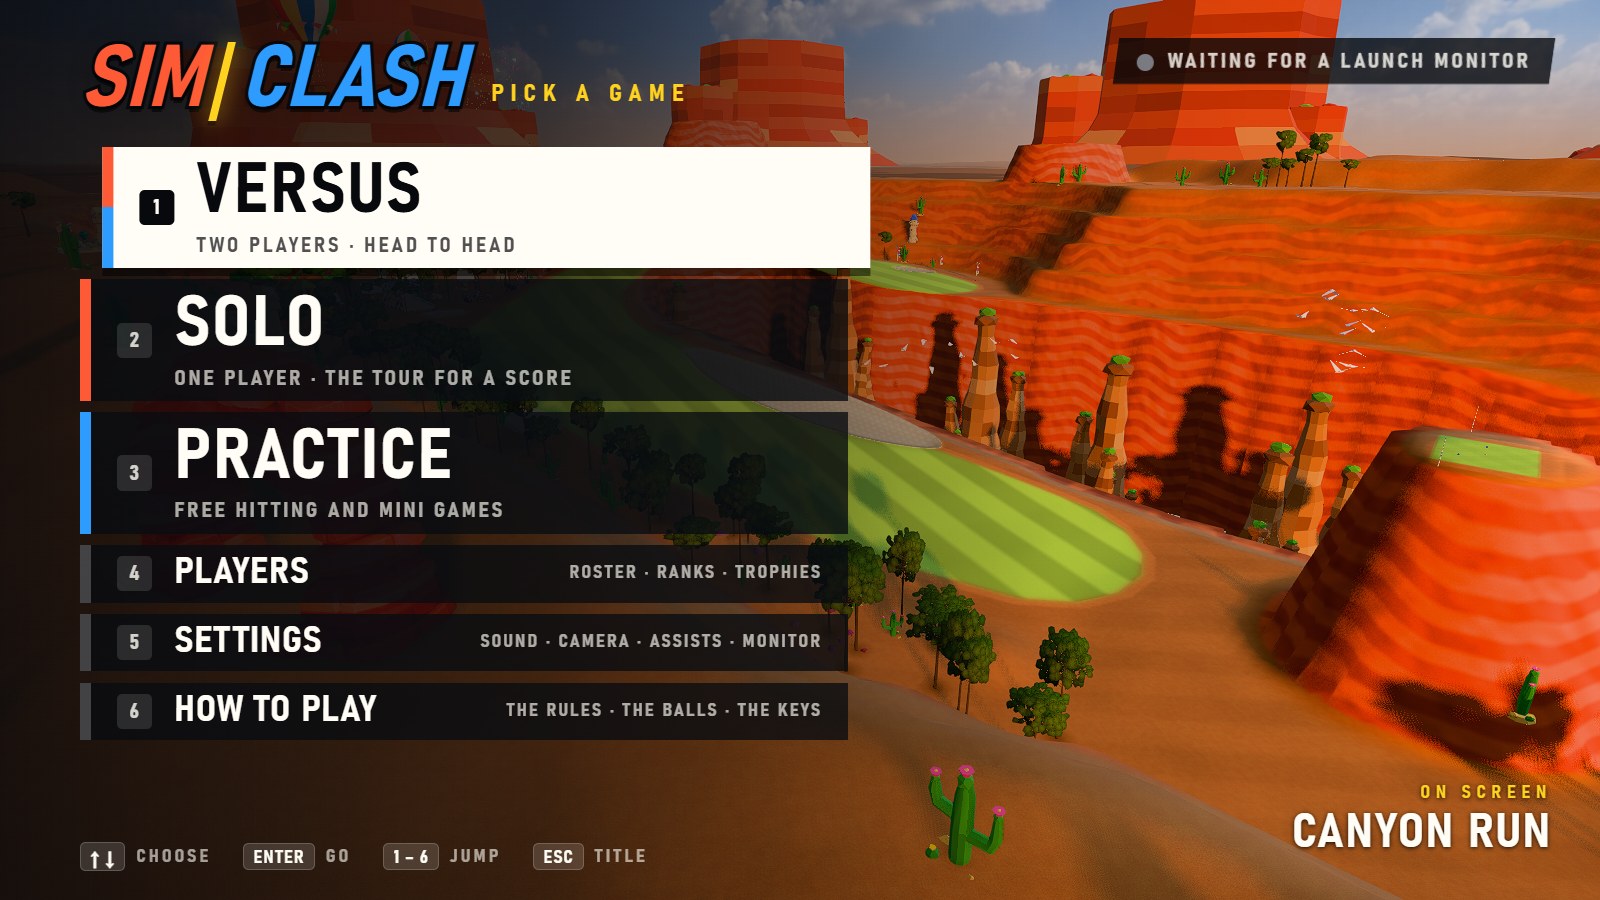 SIM/CLASH PICK A GAME
WAITING FOR A LAUNCH MONITOR
1 VERSUS
TWO PLAYERS · HEAD TO HEAD
2 SOLO
ONE PLAYER · THE TOUR FOR A SCORE
3 PRACTICE
FREE HITTING AND MINI GAMES
4 PLAYERS ROSTER · RANKS · TROPHIES
5 SETTINGS SOUND · CAMERA · ASSISTS · MONITOR
6 HOW TO PLAY THE RULES · THE BALLS · THE KEYS
ON SCREEN
CANYON RUN
↑↓ CHOOSE ENTER GO 1–6 JUMP ESC TITLE